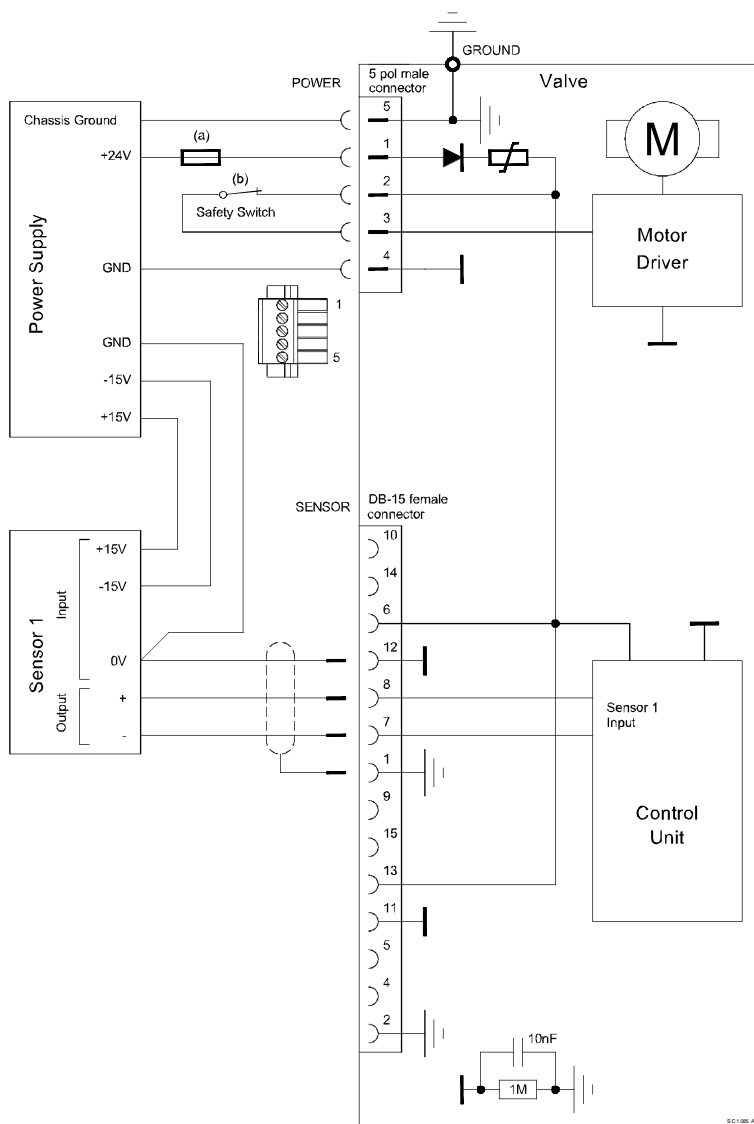 GROUND
POWER
5 pol male
connector
Valve
Chassis Ground
5
(a)
+24V
1
M
(b)
2
Safety Switch
3
Motor
Driver
GND
4
Power Supply
1
GND
5
-15V
+15V
SENSOR
DB-15 female
connector
10
+15V
14
-15V
Input
6
Sensor 1
0V
12
Output
+
8
Sensor 1
Input
-
7
1
9
Control
Unit
15
13
11
5
4
2
10nF
1M